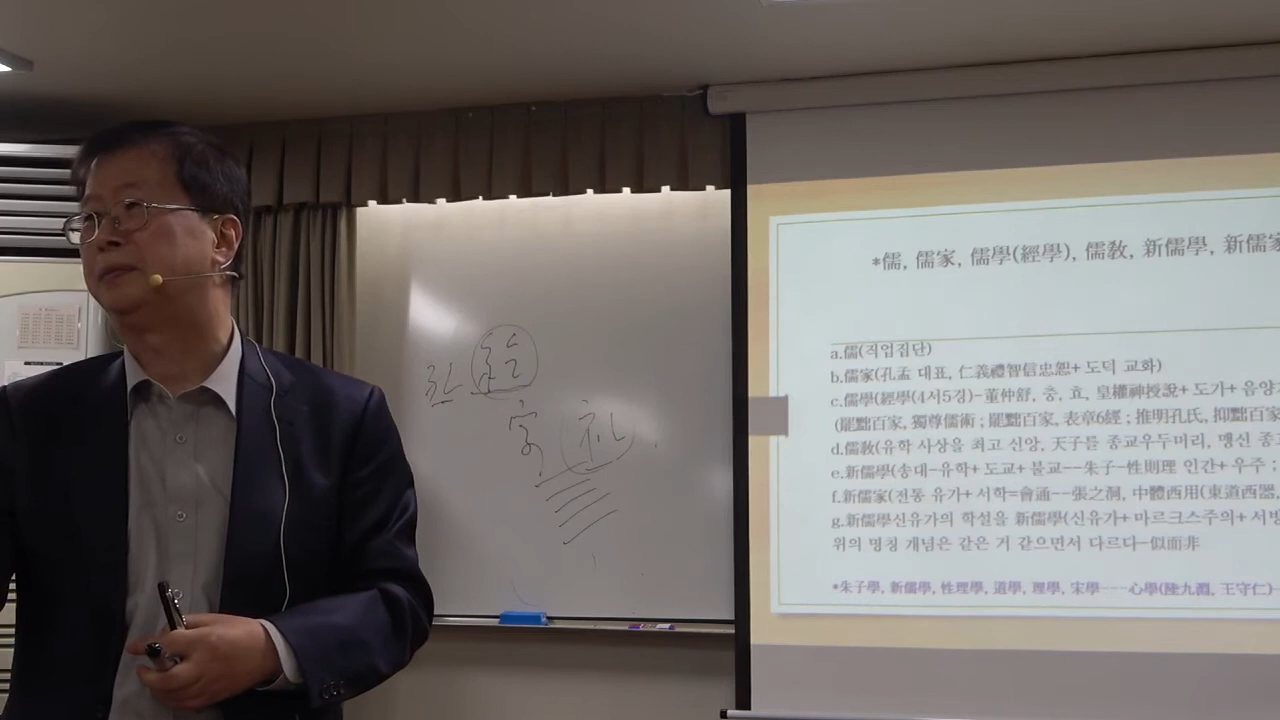 礼
*儒, 儒家, 儒學(經學), 儒敎, 新儒學, 新儒家
a.儒(직업집단)
b.儒家(孔孟 대표, 仁義禮智信忠恕+ 도덕 교화)
c.儒學(經學(4서5경)-董仲舒, 충, 효, 皇權神授說+ 도가+ 음양
(罷黜百家, 獨尊儒術 ; 罷黜百家, 表章6經 ; 推明孔氏, 抑黜百家
d.儒敎(유학 사상을 최고 신앙, 天子를 종교우두머리, 맹신 종
e.新儒學(송대-유학+ 도교+ 불교--朱子-性則理 인간+ 우주 ;
f.新儒家(전통 유가+ 서학=會通--張之洞, 中體西用(東道西器
g.新儒學신유가의 학설을 新儒學(신유가+ 마르크스주의+ 서방
위의 명칭 개념은 같은 거 같으면서 다르다-似而非
*朱子學, 新儒學, 性理學, 道學, 理學, 宋學---心學(陸九淵, 王守仁)-